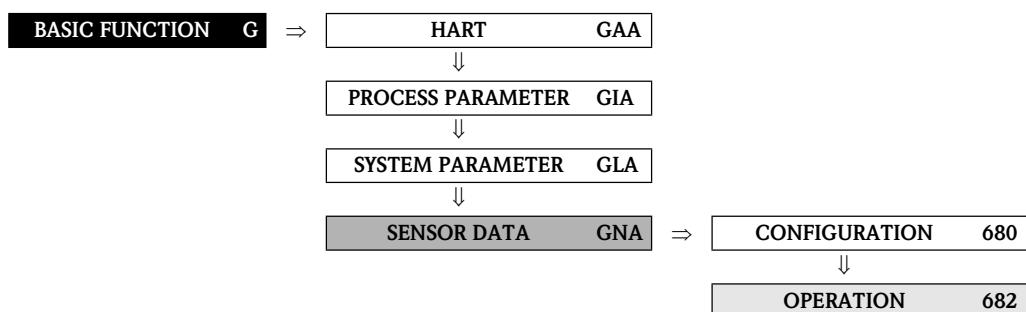 BASIC FUNCTION G ⇒ HART GAA
⇓
PROCESS PARAMETER GIA
⇓
SYSTEM PARAMETER GLA
⇓
SENSOR DATA GNA ⇒ CONFIGURATION 680
⇓
OPERATION 682